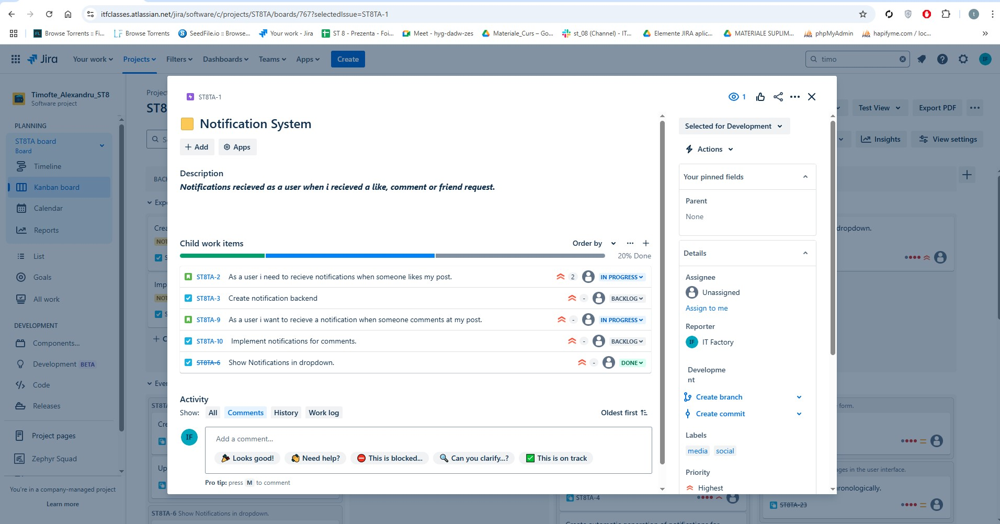 itfclasses.atlassian.net/jira/software/c/projects/ST8TA/boards/767?selectedIssue=ST8TA-1
t
FL Browse Torrents :: Fi...
LF Browse Torrents
S SeedFile.io :: Browse...
Your work - Jira
ST 8 - Prezenta - Foi...
Meet - hyg-dadw-zes
Materiale_Curs – Go...
st_08 (Channel) - IT...
Elemente JIRA aplic...
MATERIALE SUPLIM...
phpMyAdmin
hapifyme.com / loc...
Jira
Your work
Projects
Filters
Dashboards
Teams
Apps
Create
timo
IF
Timofte_Alexandru_ST8
Software project
PLANNING
ST8TA board
Board
Timeline
Kanban board
Calendar
Reports
List
Goals
All work
DEVELOPMENT
Components...
Development BETA
Code
Releases
Project pages
Zephyr Squad
You're in a company-managed project
Learn more
Projec
ST8
Test View
Export PDF
Insights
View settings
BAC
Expe
Crea
NOT
S
Imp
NOT
S
+ C
Ever
ST8TA
Cre
Up
ST8TA-6 Show Notifications in dropdown.
ST8TA-1
1
Notification System
+ Add
Apps
Description
Notifications recieved as a user when i recieved a like, comment or friend request.
Child work items
Order by
20% Done
ST8TA-2 As a user i need to recieve notifications when someone likes my post. 2 IN PROGRESS
ST8TA-3 Create notification backend - BACKLOG
ST8TA-9 As a user i want to recieve a notification when someone comments at my post. - IN PROGRESS
ST8TA-10 Implement notifications for comments. - BACKLOG
ST8TA-6 Show Notifications in dropdown. - DONE
Activity
Show: All Comments History Work log
Oldest first
IF
Add a comment...
Looks good!
Need help?
This is blocked...
Can you clarify...?
This is on track
Pro tip: press M to comment
Selected for Development
Actions
Your pinned fields
Parent
None
Details
Assignee
Unassigned
Assign to me
Reporter
IF IT Factory
Developme
nt
Create branch
Create commit
Labels
media social
Priority
Highest
dropdown.
form.
ges in the user interface.
ronologically.
ST8TA-4
ST8TA-23